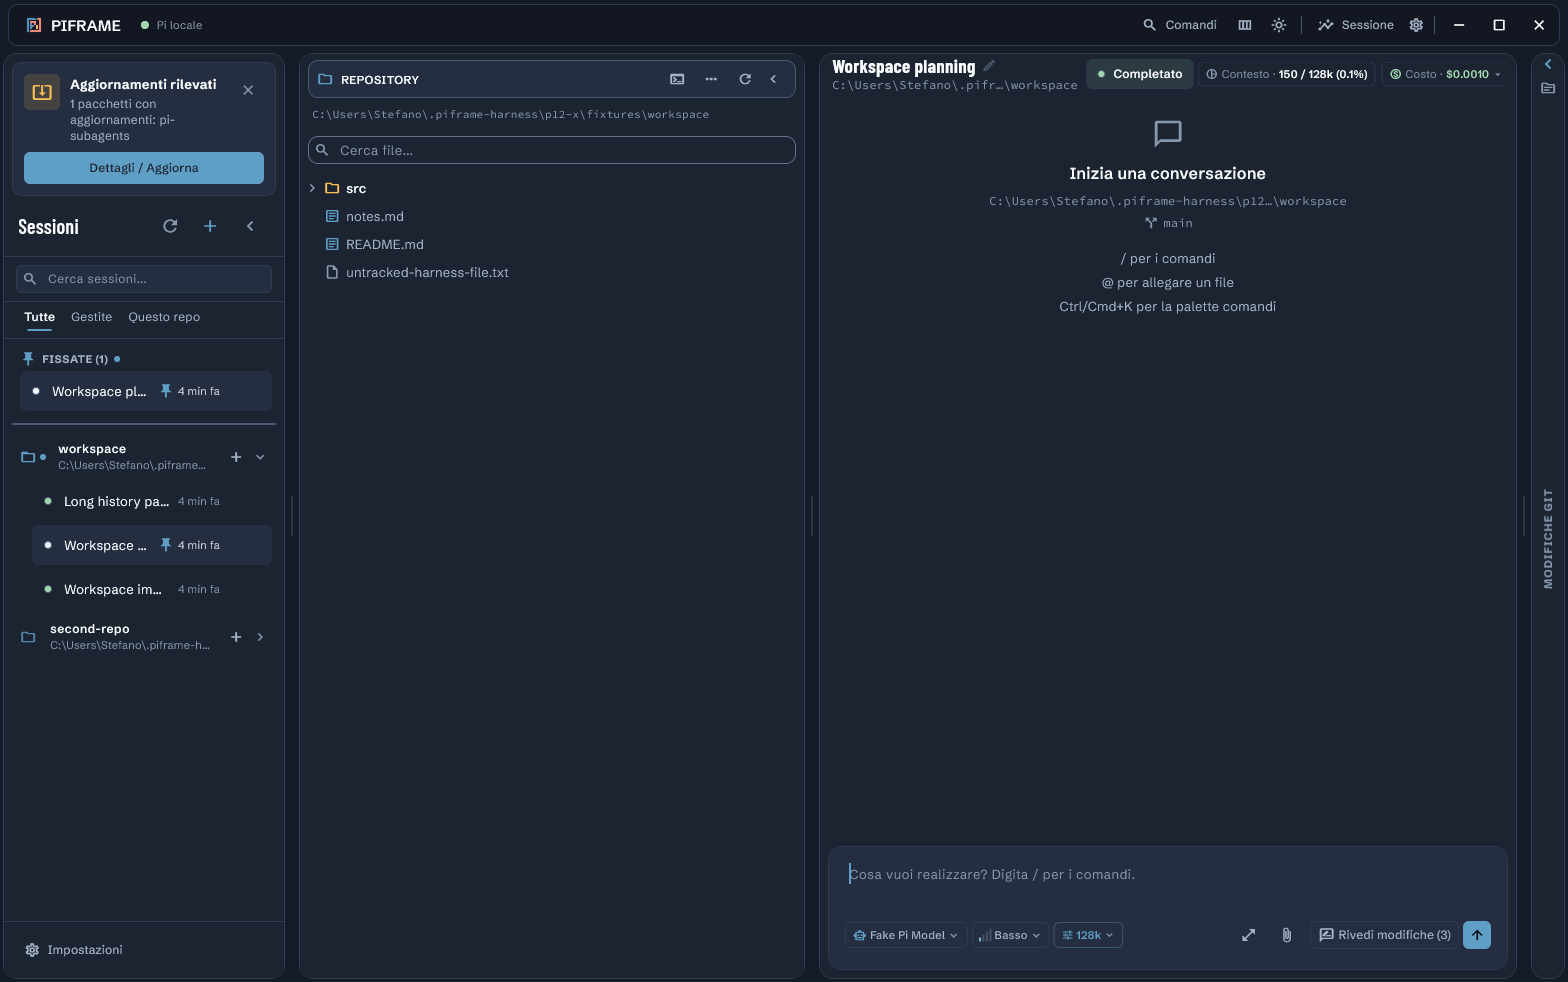 PIFRAME
Pi locale
Comandi
Sessione
Aggiornamenti rilevati
1 pacchetti con
aggiornamenti: pi-
subagents
Dettagli / Aggiorna
Sessioni
Cerca sessioni...
Tutte
Gestite
Questo repo
FISSATE (1)
Workspace pl...
4 min fa
workspace
C:\Users\Stefano\.piframe...
Long history pa...
4 min fa
Workspace ...
4 min fa
Workspace im...
4 min fa
second-repo
C:\Users\Stefano\.piframe-h...
Impostazioni
REPOSITORY
C:\Users\Stefano\.piframe-harness\p12-x\fixtures\workspace
Cerca file...
src
notes.md
README.md
untracked-harness-file.txt
Workspace planning
C:\Users\Stefano\.pifr…\workspace
Completato
Contesto · 150 / 128k (0.1%)
Costo · $0.0010
Inizia una conversazione
C:\Users\Stefano\.piframe-harness\p12…\workspace
main
/ per i comandi
@ per allegare un file
Ctrl/Cmd+K per la palette comandi
Cosa vuoi realizzare? Digita / per i comandi.
Fake Pi Model
Basso
128k
Rivedi modifiche (3)
MODIFICHE GIT